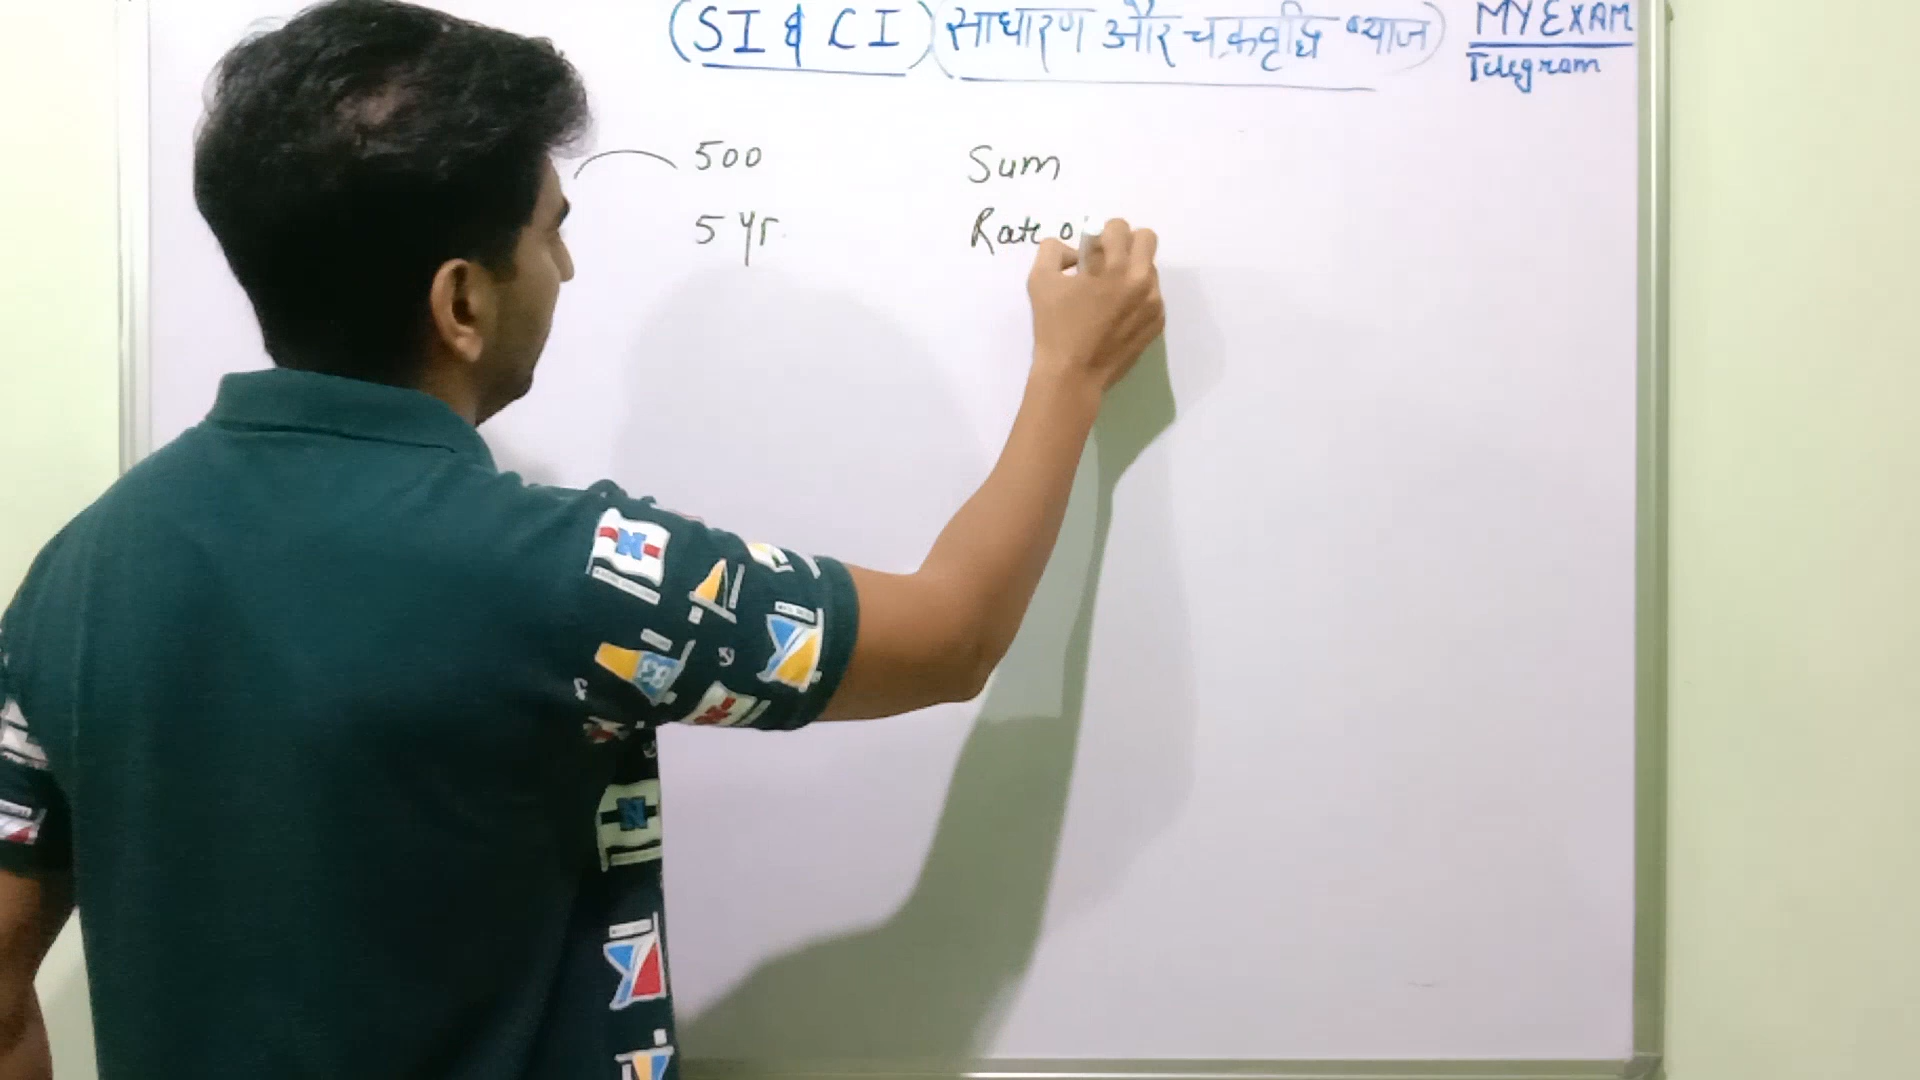 (SI & CI) (साधारण और चक्रवृद्धि ब्याज)
MY EXAM
Telegram
500
Sum
5 yr.
Rate o
N
N